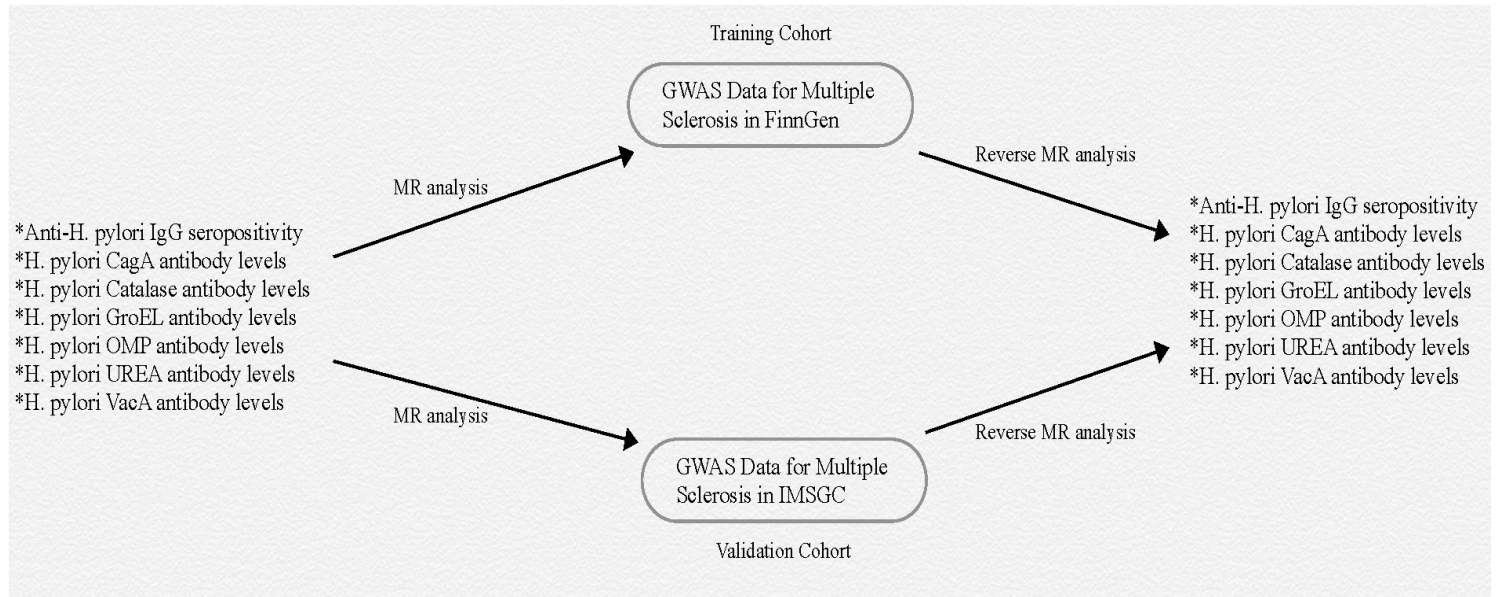 Training Cohort
GWAS Data for Multiple
Sclerosis in FinnGen
MR analysis
Reverse MR analysis
*Anti-H. pylori IgG seropositivity
*H. pylori CagA antibody levels
*H. pylori Catalase antibody levels
*H. pylori GroEL antibody levels
*H. pylori OMP antibody levels
*H. pylori UREA antibody levels
*H. pylori VacA antibody levels
*Anti-H. pylori IgG seropositivity
*H. pylori CagA antibody levels
*H. pylori Catalase antibody levels
*H. pylori GroEL antibody levels
*H. pylori OMP antibody levels
*H. pylori UREA antibody levels
*H. pylori VacA antibody levels
MR analysis
Reverse MR analysis
GWAS Data for Multiple
Sclerosis in IMSGC
Validation Cohort